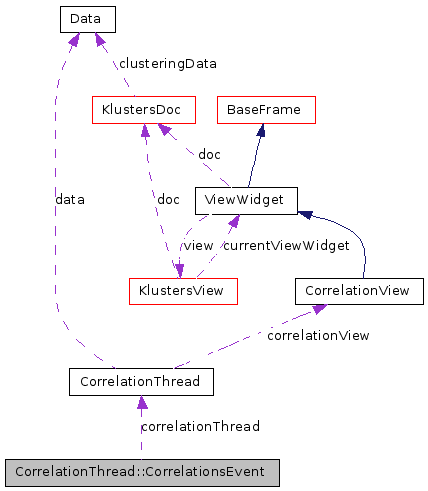 Data
clusteringData
KlustersDoc
BaseFrame
doc
data
doc
ViewWidget
view
currentViewWidget
KlustersView
CorrelationView
correlationView
CorrelationThread
correlationThread
CorrelationThread::CorrelationsEvent